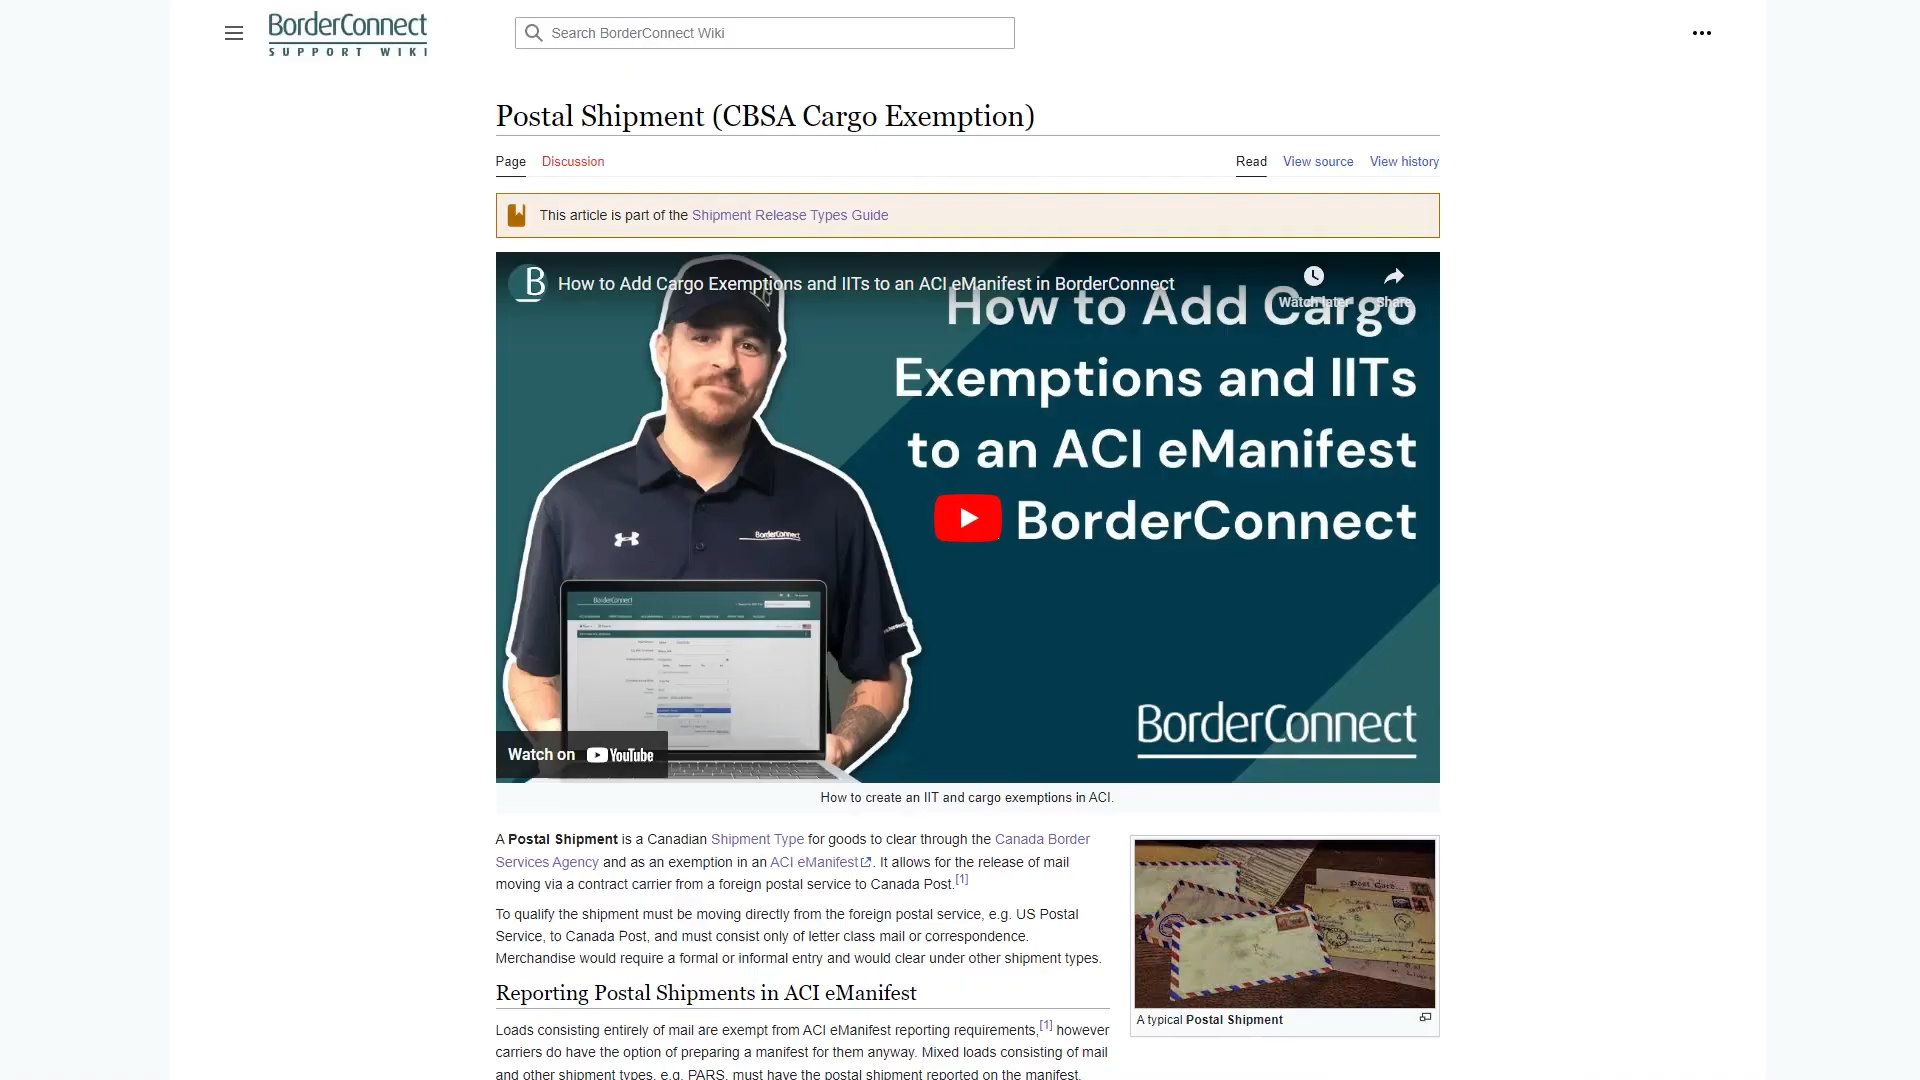 BorderConnect
SUPPORT WIKI
Search BorderConnect Wiki
Postal Shipment (CBSA Cargo Exemption)
Page Discussion Read View source View history
This article is part of the Shipment Release Types Guide
How to Add Cargo Exemptions and IITs to an ACI eManifest in BorderConnect
Watch later Share
How to Add Cargo
Exemptions and IITs
to an ACI eManifest
BorderConnect
BorderConnect
BorderConnect
BorderConnect
Watch on YouTube
How to create an IIT and cargo exemptions in ACI.
A Postal Shipment is a Canadian Shipment Type for goods to clear through the Canada Border
Services Agency and as an exemption in an ACI eManifest. It allows for the release of mail
moving via a contract carrier from a foreign postal service to Canada Post.[1]
To qualify the shipment must be moving directly from the foreign postal service, e.g. US Postal
Service, to Canada Post, and must consist only of letter class mail or correspondence.
Merchandise would require a formal or informal entry and would clear under other shipment types.
Post Card
A typical Postal Shipment
Reporting Postal Shipments in ACI eManifest
Loads consisting entirely of mail are exempt from ACI eManifest reporting requirements,[1] however
carriers do have the option of preparing a manifest for them anyway. Mixed loads consisting of mail
and other shipment types, e.g. PARS, must have the postal shipment reported on the manifest.